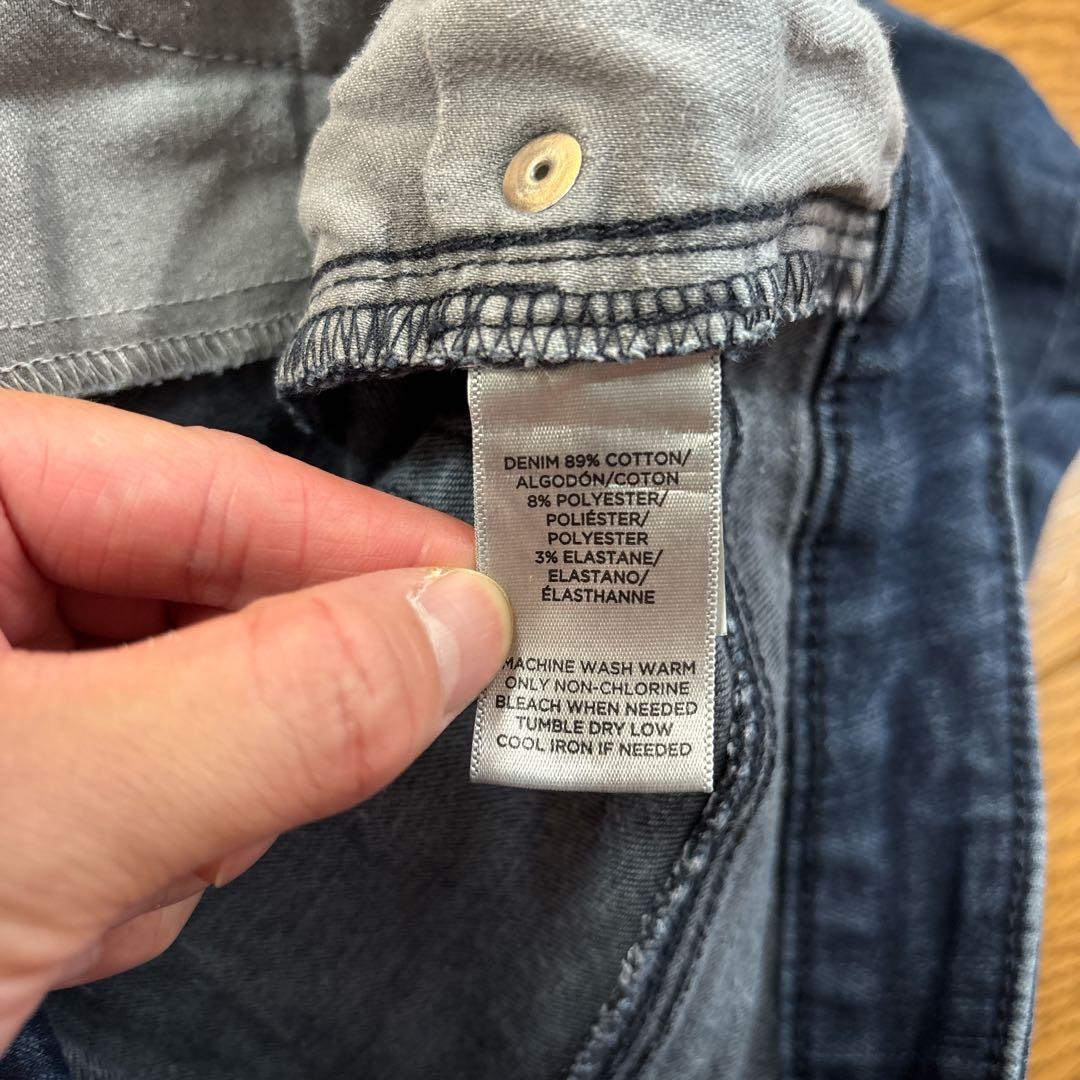 DENIM 89% COTTON/
ALGODÓN/COTON
8% POLYESTER/
POLIÉSTER/
POLYESTER
3% ELASTANE/
ELASTANO/
ÉLASTHANNE
MACHINE WASH WARM
ONLY NON-CHLORINE
BLEACH WHEN NEEDED
TUMBLE DRY LOW
COOL IRON IF NEEDED